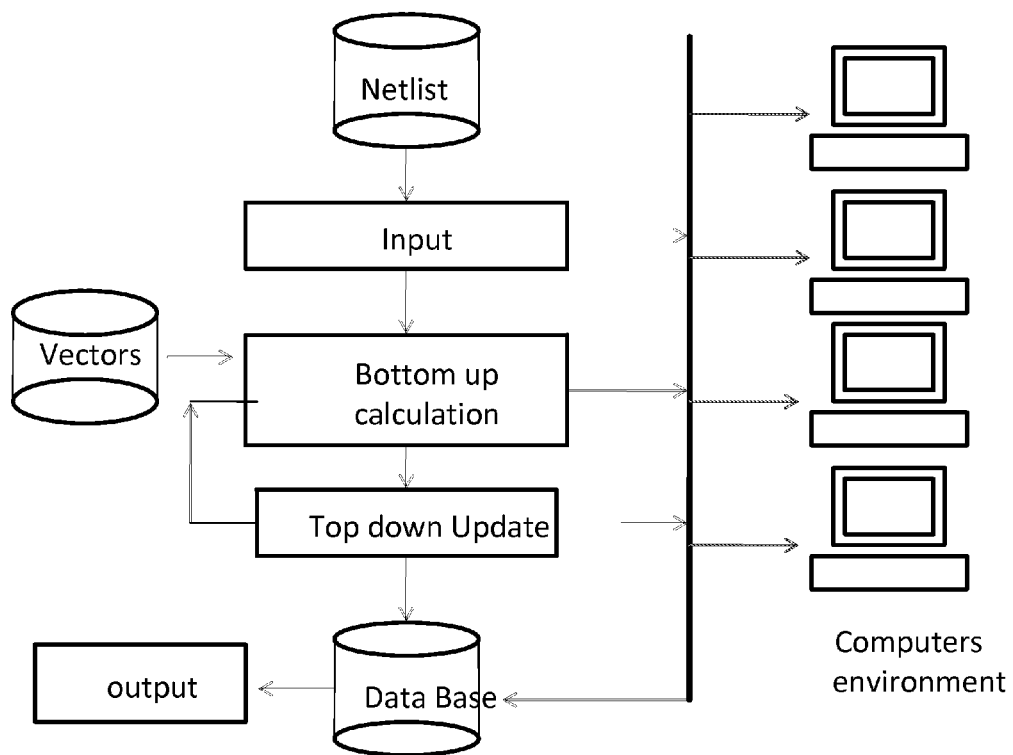 Netlist
Input
Vectors
Bottom up
calculation
Top down Update
output
Data Base
Computers
environment